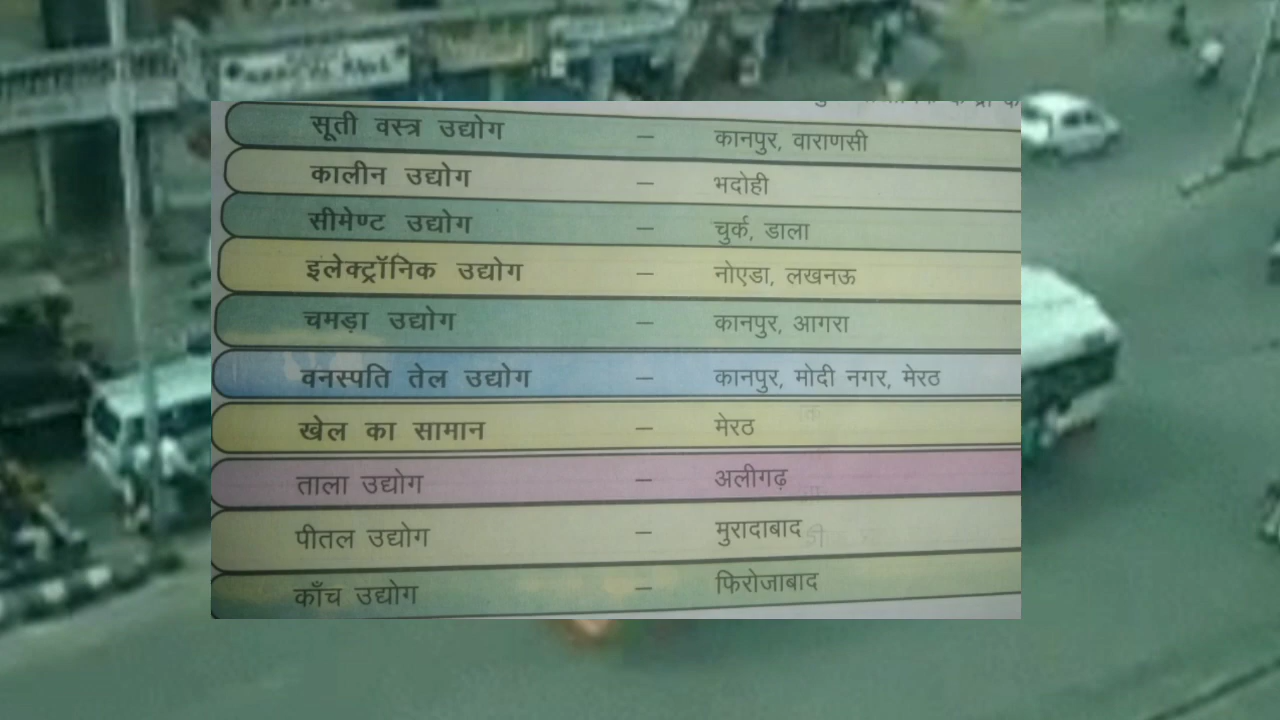 सूती वस्त्र उद्योग – कानपुर, वाराणसी
कालीन उद्योग – भदोही
सीमेण्ट उद्योग – चुर्क, डाला
इलेक्ट्रॉनिक उद्योग – नोएडा, लखनऊ
चमड़ा उद्योग – कानपुर, आगरा
वनस्पति तेल उद्योग – कानपुर, मोदी नगर, मेरठ
खेल का सामान – मेरठ
ताला उद्योग – अलीगढ़
पीतल उद्योग – मुरादाबाद
काँच उद्योग – फिरोजाबाद